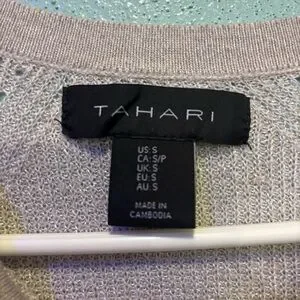 TAHARI
US:S
CA:S/P
UK:S
EU:S
AU:S
MADE IN
CAMBODIA